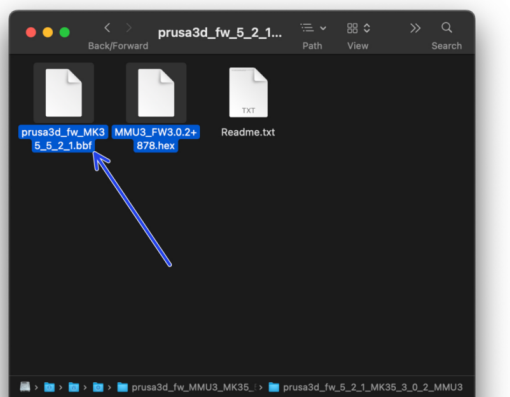 prusa3d_fw_5_2_1...
Back/Forward
Path
View
Search
TXT
prusa3d_fw_MK3
5_5_2_1.bbf
MMU3_FW3.0.2+
878.hex
Readme.txt
prusa3d_fw_MMU3_MK35_
prusa3d_fw_5_2_1_MK35_3_0_2_MMU3